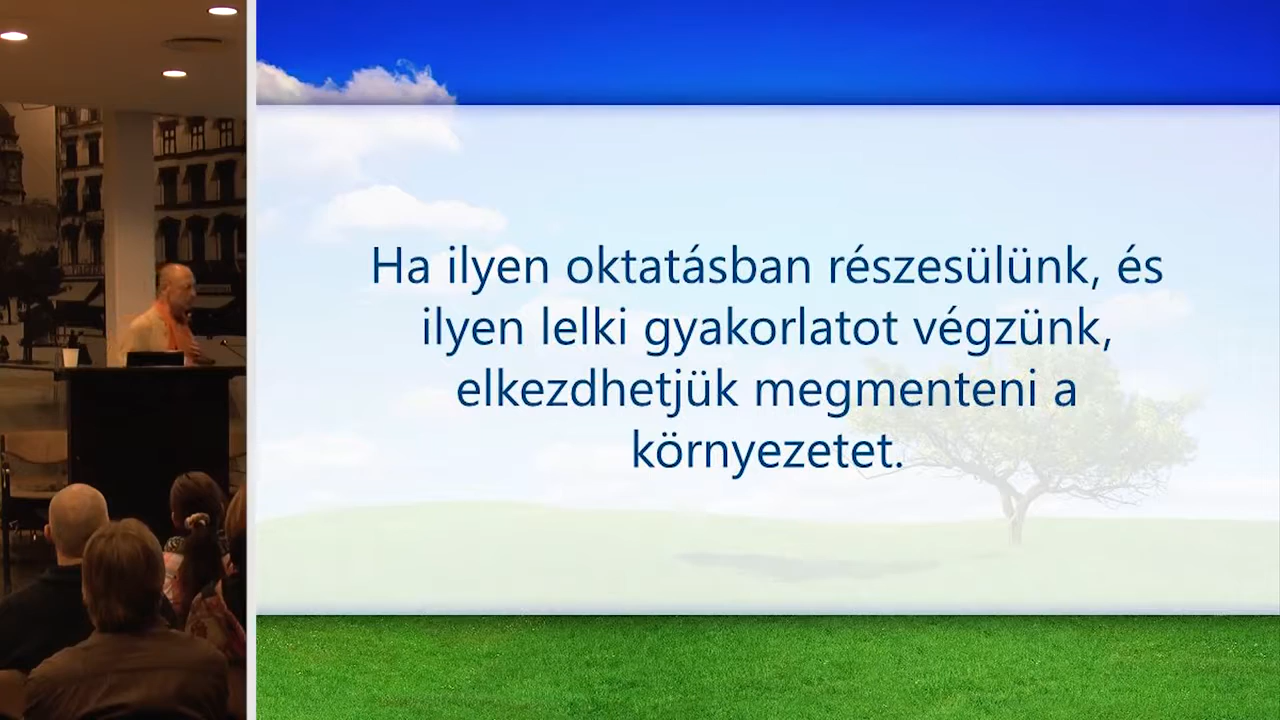 Ha ilyen oktatásban részesülünk, és
ilyen lelki gyakorlatot végzünk,
elkezdhetjük megmenteni a
környezetet.